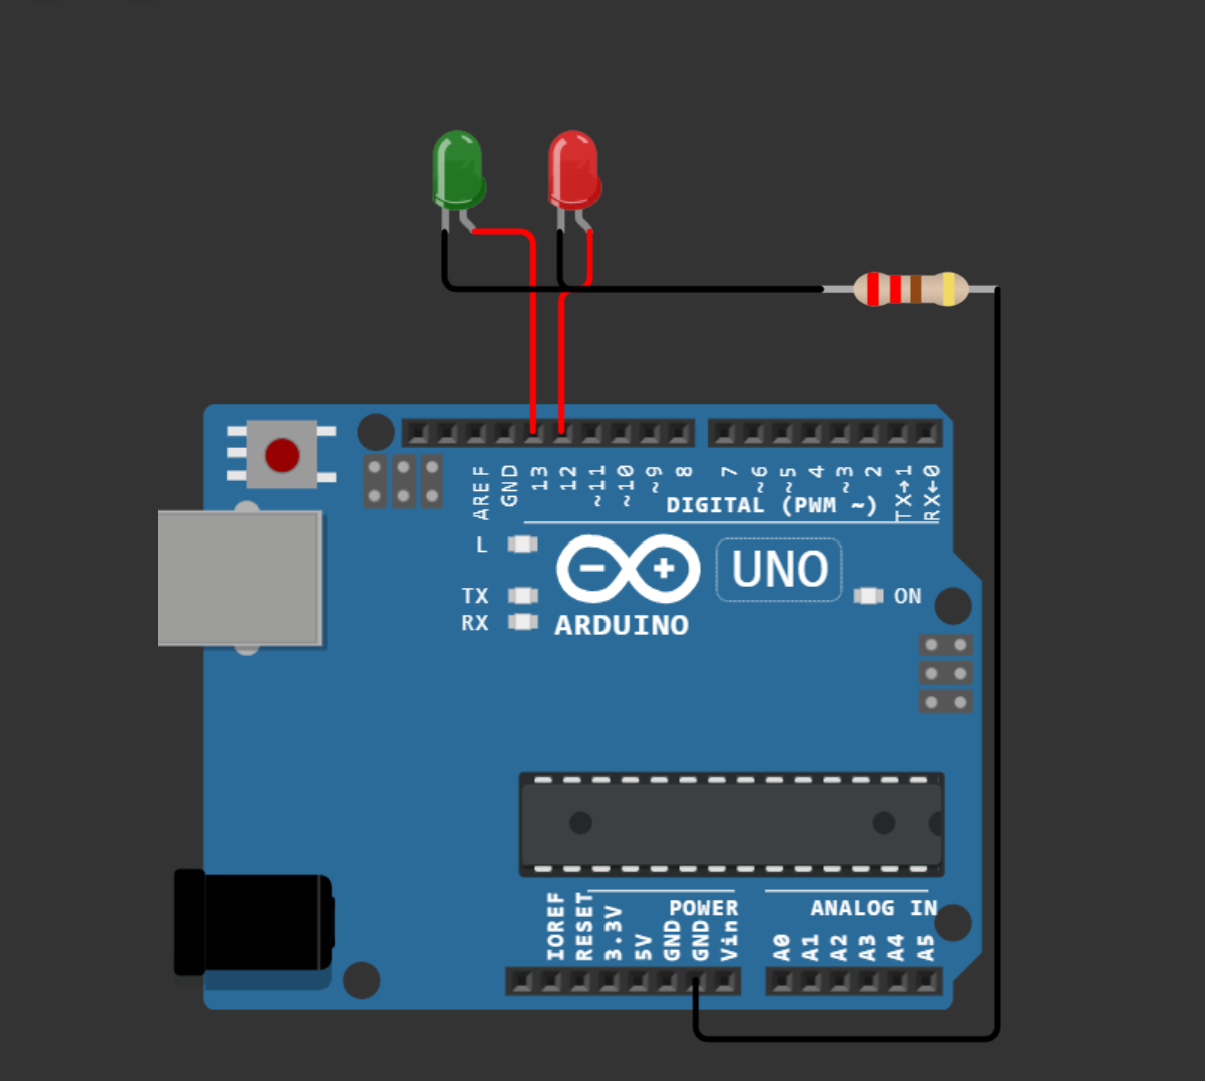 AREF
GND
13
12
~11
~10
~9
8
7
~6
~5
4
~3
2
TX→1
RX←0
DIGITAL (PWM ~)
L
TX
RX
ARDUINO
UNO
ON
POWER
ANALOG IN
IOREF
RESET
3.3V
5V
GND
GND
Vin
A0
A1
A2
A3
A4
A5